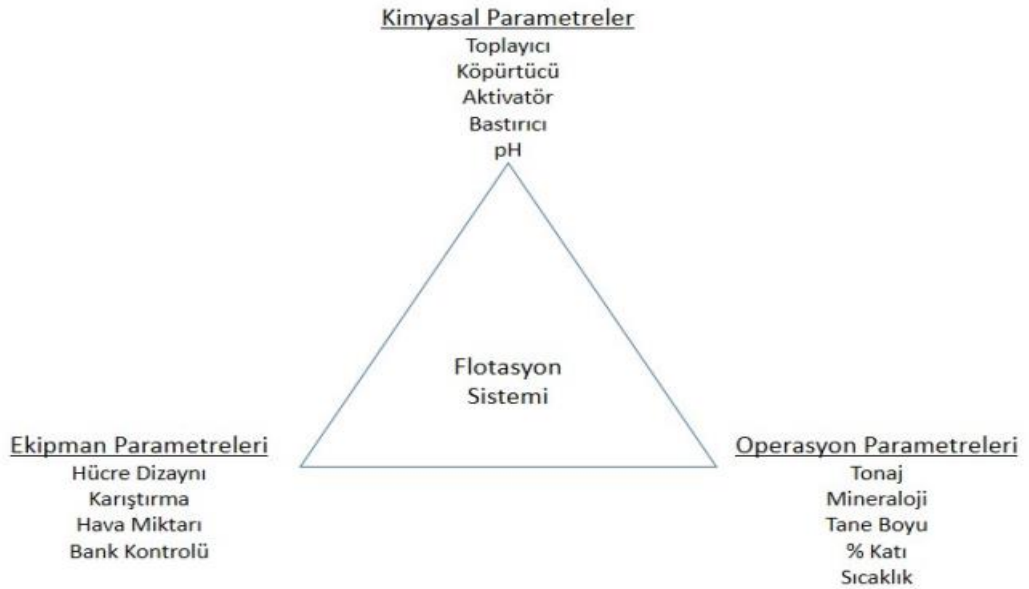 Kimyasal Parametreler
Toplayıcı
Köpürtücü
Aktivatör
Bastırıcı
pH
Flotasyon
Sistemi
Ekipman Parametreleri
Hücre Dizaynı
Karıştırma
Hava Miktarı
Bank Kontrolü
Operasyon Parametreleri
Tonaj
Mineraloji
Tane Boyu
% Katı
Sıcaklık